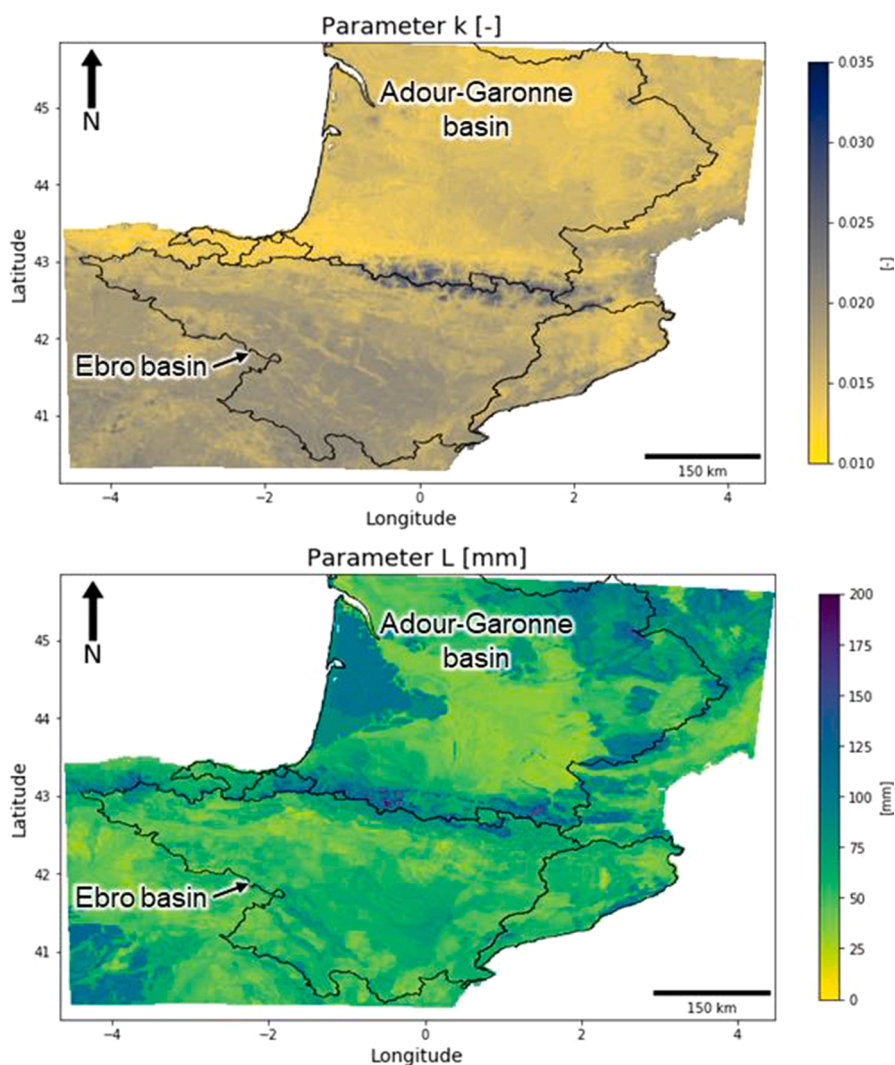 Parameter k [-]
N
Adour-Garonne
basin
Ebro basin
150 km
45
44
43
42
41
Latitude
−4
−2
0
2
4
Longitude
0.035
0.030
0.025
0.020
0.015
0.010
[-]
Parameter L [mm]
N
Adour-Garonne
basin
Ebro basin
150 km
45
44
43
42
41
Latitude
−4
−2
0
2
4
Longitude
200
175
150
125
100
75
50
25
0
[mm]